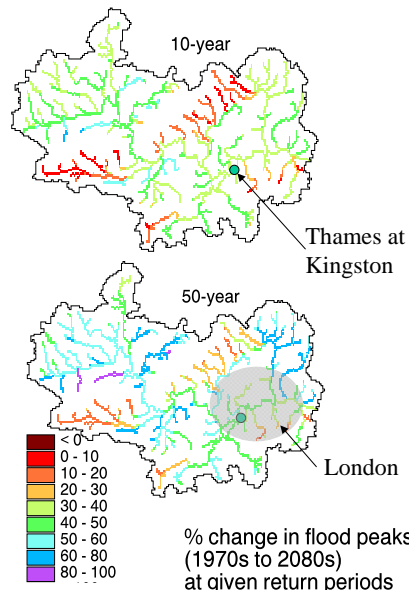 10-year
Thames at
Kingston
50-year
< 0
0 - 10
10 - 20
20 - 30
30 - 40
40 - 50
50 - 60
60 - 80
80 - 100
London
% change in flood peaks
(1970s to 2080s)
at given return periods